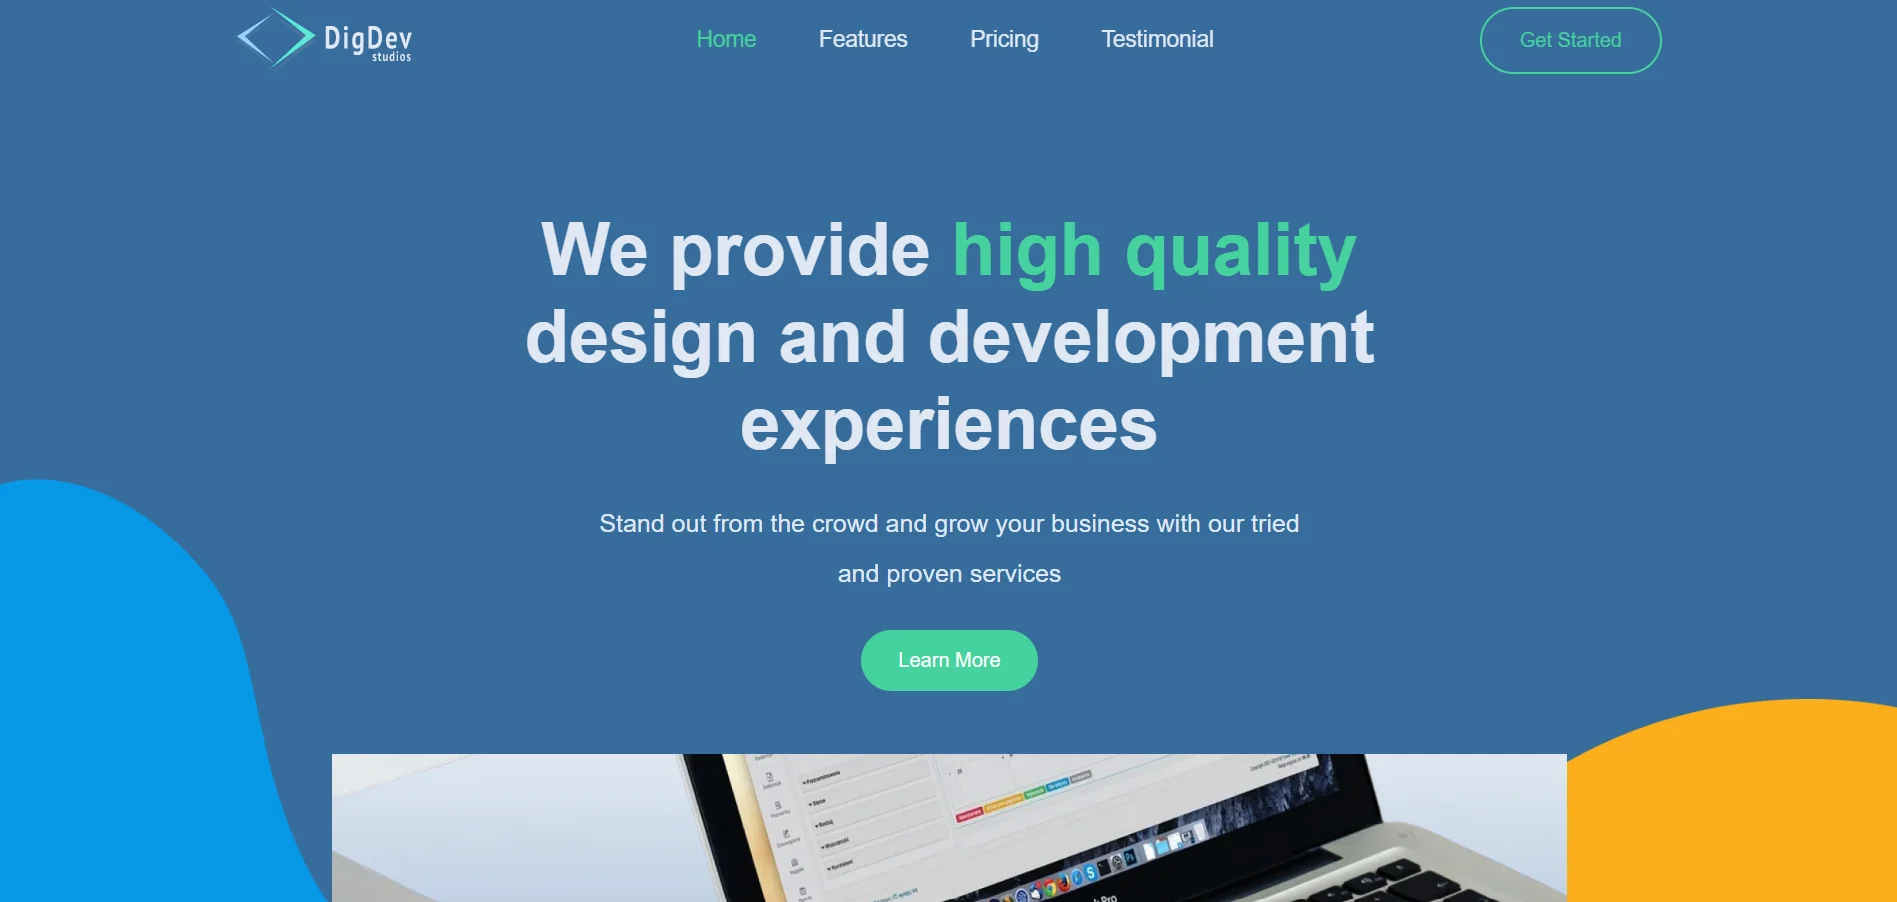 DigDev
studios
Home
Features
Pricing
Testimonial
Get Started
We provide high quality
design and development
experiences
Stand out from the crowd and grow your business with our tried
and proven services
Learn More